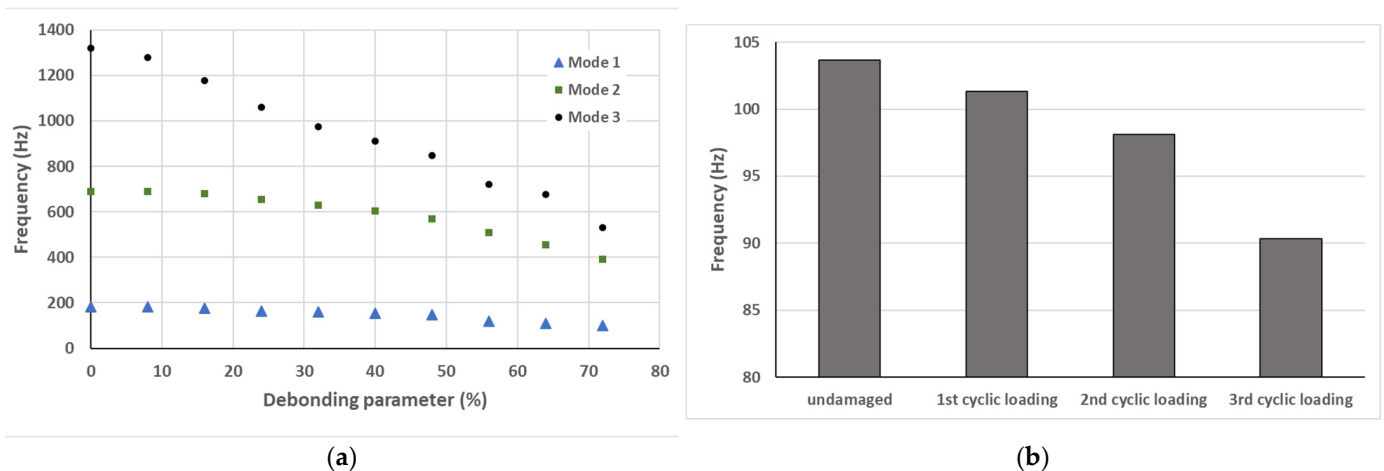 1400
1200
1000
800
600
400
200
0
Frequency (Hz)
Mode 1
Mode 2
Mode 3
0 10 20 30 40 50 60 70 80
Debonding parameter (%)
(a)
105
100
95
90
85
80
Frequency (Hz)
undamaged 1st cyclic loading 2nd cyclic loading 3rd cyclic loading
(b)